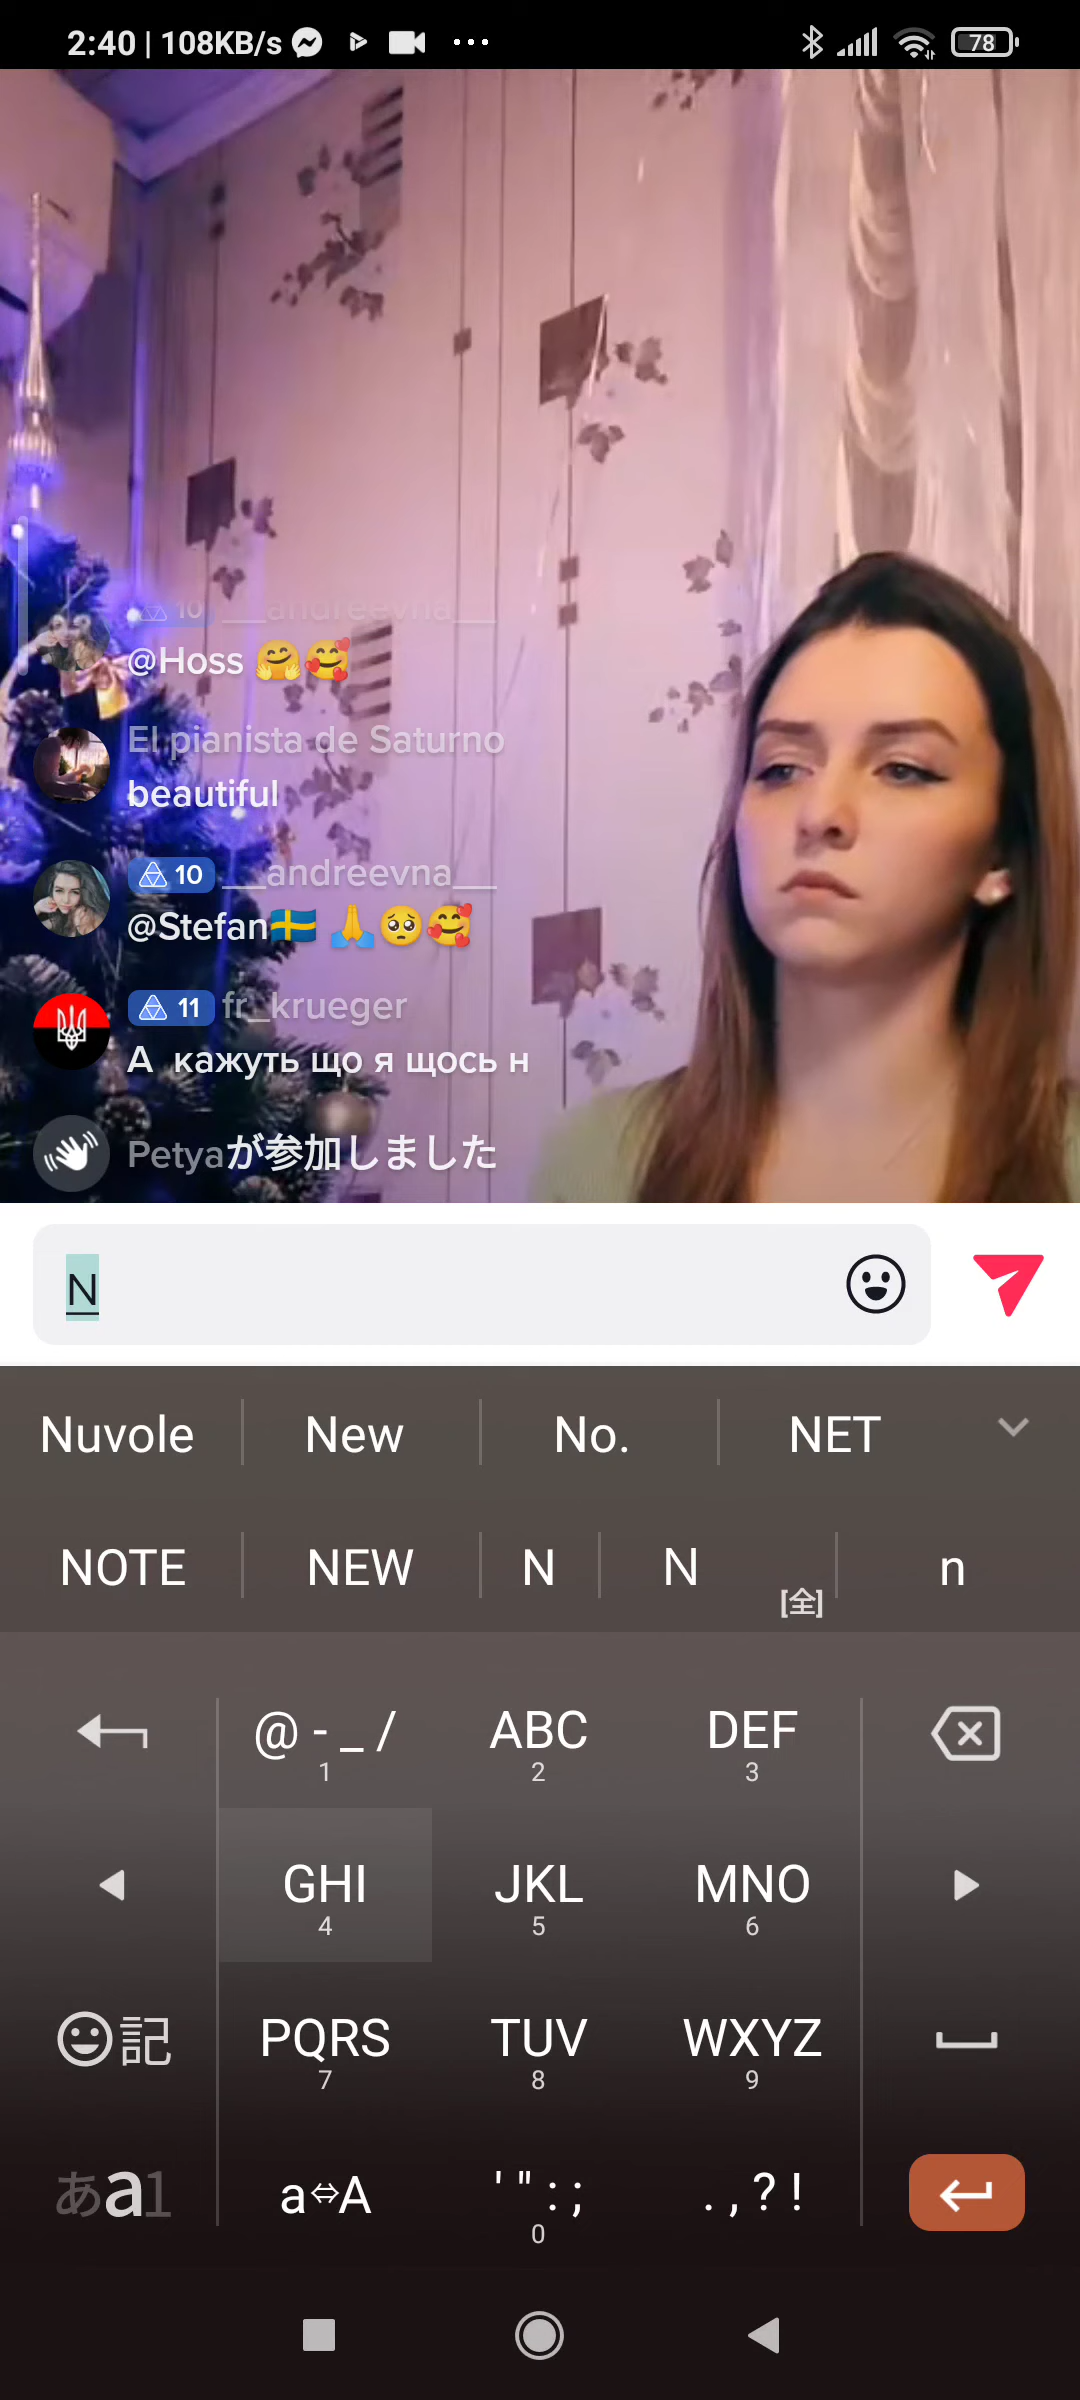 2:40 | 108KB/s
78
10 __andreevna__
@Hoss 🤗🥰
El pianista de Saturno
beautiful
10 __andreevna__
@Stefan🇸🇪 🙏🥺🥰
11 fr_krueger
А кажуть що я щось н
Petyaが参加しました
N
Nuvole New No. NET
NOTE NEW N N [全] n
@ - _ / ABC DEF
1 2 3
GHI JKL MNO
4 5 6
記 PQRS TUV WXYZ
7 8 9
あa1 a⇔A ' " : ; . , ? !
0